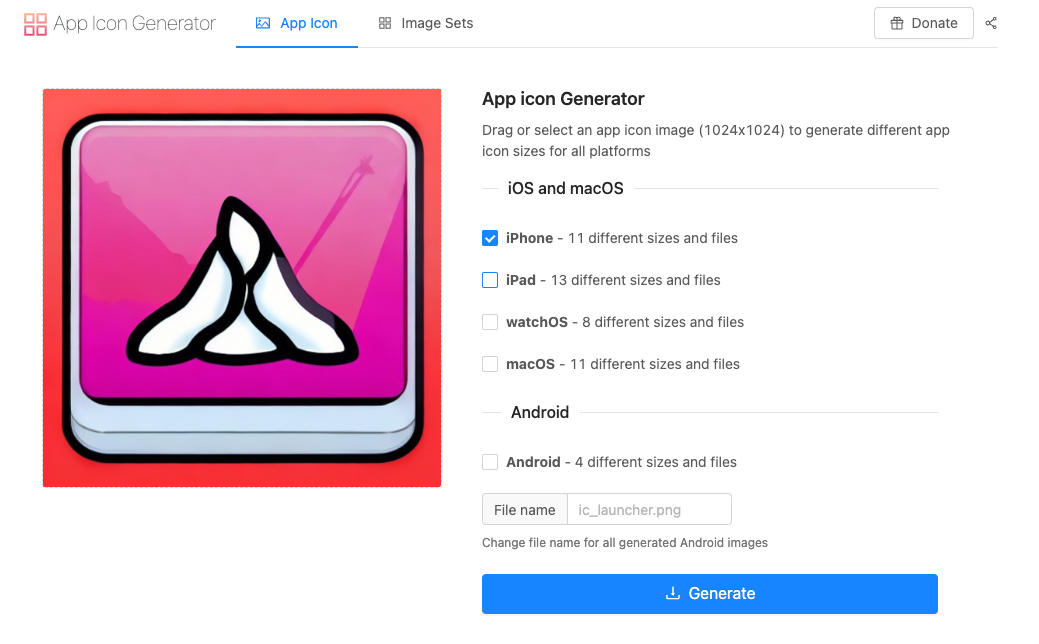 App Icon Generator
App Icon
Image Sets
Donate
App icon Generator
Drag or select an app icon image (1024x1024) to generate different app
icon sizes for all platforms
iOS and macOS
iPhone - 11 different sizes and files
iPad - 13 different sizes and files
watchOS - 8 different sizes and files
macOS - 11 different sizes and files
Android
Android - 4 different sizes and files
File name
ic_launcher.png
Change file name for all generated Android images
Generate